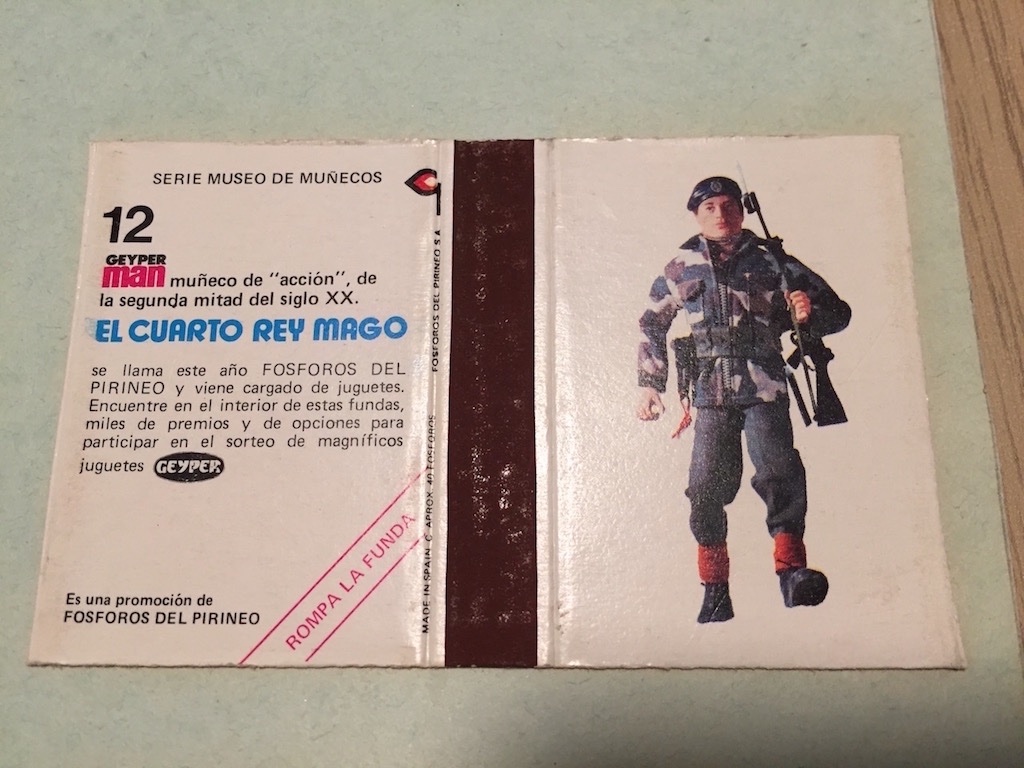 SERIE MUSEO DE MUÑECOS
12
GEYPER
man muñeco de "acción", de
la segunda mitad del siglo XX.
EL CUARTO REY MAGO
se llama este año FOSFOROS DEL
PIRINEO y viene cargado de juguetes.
Encuentre en el interior de estas fundas,
miles de premios y de opciones para
participar en el sorteo de magníficos
juguetes GEYPER
Es una promoción de
FOSFOROS DEL PIRINEO
ROMPA LA FUNDA
MADE IN SPAIN. C. APROX. 40 FOSFOROS
FOSFOROS DEL PIRINEO S A